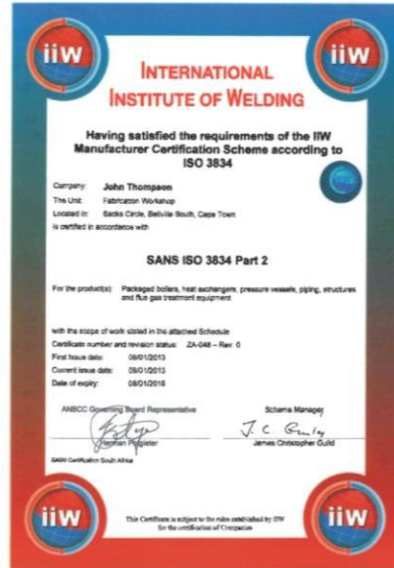 iiw
iiw
INTERNATIONAL
INSTITUTE OF WELDING
Having satisfied the requirements of the IIW
Manufacturer Certification Scheme according to
ISO 3834
Company: John Thompson
The Unit: Fabrication Workshop
Located in: Sacks Circle, Bellville South, Cape Town
is certified in accordance with
SANS ISO 3834 Part 2
For the product(s): Packaged boilers, heat exchangers, pressure vessels, piping, structures
and flue gas treatment equipment
with the scope of work stated in the attached Schedule
Certificate number and revision status: ZA-048 – Rev 0
First Issue date: 08/01/2013
Current issue date: 08/01/2013
Date of expiry: 08/01/2018
ANBCC Governing Board Representative
Scheme Manager
J. C. Guild
Herman Potgieter
James Christopher Guild
SAIW Certification South Africa
iiw
iiw
This Certificate is subject to the rules established by IIW
for the certification of Companies